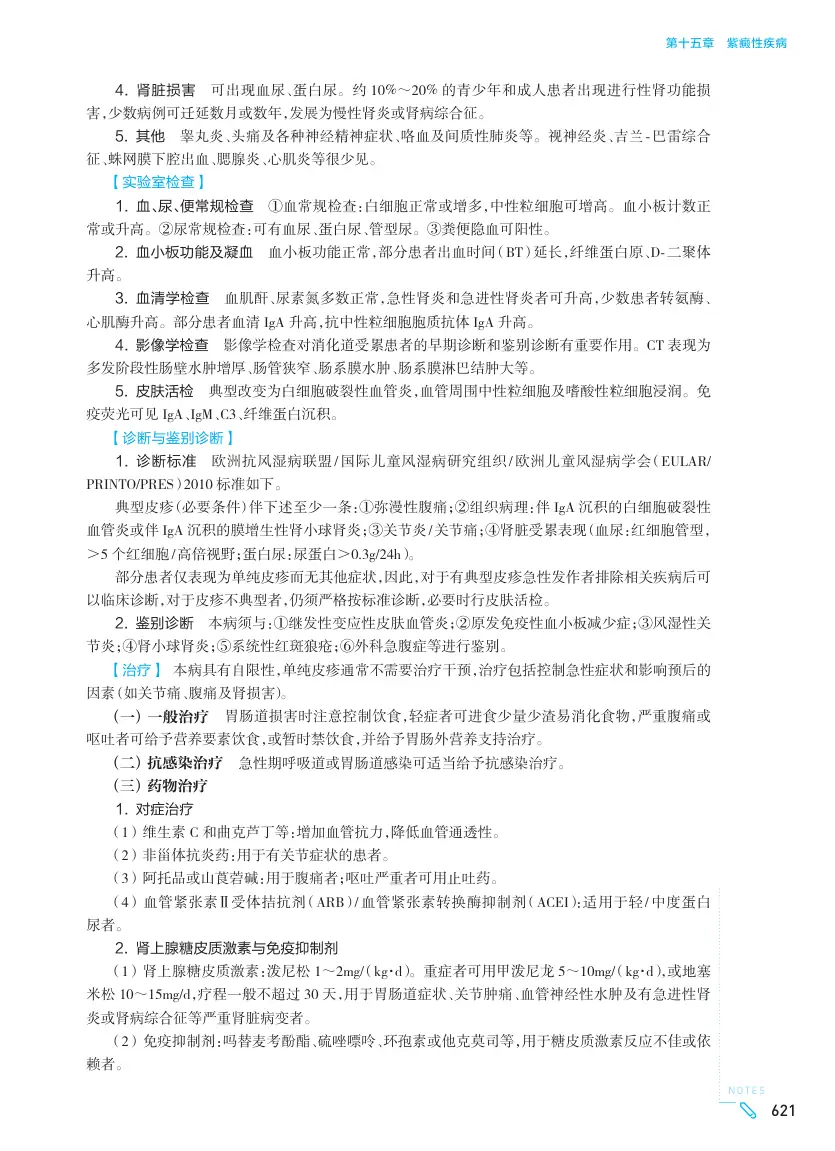 第十五章　紫癜性疾病
4. 肾脏损害　可出现血尿、蛋白尿。约 10%～20% 的青少年和成人患者出现进行性肾功能损
害,少数病例可迁延数月或数年,发展为慢性肾炎或肾病综合征。
5. 其他　睾丸炎、头痛及各种神经精神症状、咯血及间质性肺炎等。视神经炎、吉兰-巴雷综合
征、蛛网膜下腔出血、腮腺炎、心肌炎等很少见。
【实验室检查】
1. 血、尿、便常规检查　①血常规检查:白细胞正常或增多,中性粒细胞可增高。血小板计数正
常或升高。②尿常规检查:可有血尿、蛋白尿、管型尿。③粪便隐血可阳性。
2. 血小板功能及凝血　血小板功能正常,部分患者出血时间(BT)延长,纤维蛋白原、D-二聚体
升高。
3. 血清学检查　血肌酐、尿素氮多数正常,急性肾炎和急进性肾炎者可升高,少数患者转氨酶、
心肌酶升高。部分患者血清 IgA 升高,抗中性粒细胞胞质抗体 IgA 升高。
4. 影像学检查　影像学检查对消化道受累患者的早期诊断和鉴别诊断有重要作用。CT 表现为
多发阶段性肠壁水肿增厚、肠管狭窄、肠系膜水肿、肠系膜淋巴结肿大等。
5. 皮肤活检　典型改变为白细胞破裂性血管炎,血管周围中性粒细胞及嗜酸性粒细胞浸润。免
疫荧光可见 IgA、IgM、C3、纤维蛋白沉积。
【诊断与鉴别诊断】
1. 诊断标准　欧洲抗风湿病联盟/国际儿童风湿病研究组织/欧洲儿童风湿病学会(EULAR/
PRINTO/PRES)2010 标准如下。
典型皮疹(必要条件)伴下述至少一条:①弥漫性腹痛;②组织病理:伴 IgA 沉积的白细胞破裂性
血管炎或伴 IgA 沉积的膜增生性肾小球肾炎;③关节炎/关节痛;④肾脏受累表现(血尿:红细胞管型,
＞5 个红细胞/高倍视野;蛋白尿:尿蛋白＞0.3g/24h)。
部分患者仅表现为单纯皮疹而无其他症状,因此,对于有典型皮疹急性发作者排除相关疾病后可
以临床诊断,对于皮疹不典型者,仍须严格按标准诊断,必要时行皮肤活检。
2. 鉴别诊断　本病须与:①继发性变应性皮肤血管炎;②原发免疫性血小板减少症;③风湿性关
节炎;④肾小球肾炎;⑤系统性红斑狼疮;⑥外科急腹症等进行鉴别。
【治疗】　本病具有自限性,单纯皮疹通常不需要治疗干预,治疗包括控制急性症状和影响预后的
因素(如关节痛、腹痛及肾损害)。
(一) 一般治疗　胃肠道损害时注意控制饮食,轻症者可进食少量少渣易消化食物,严重腹痛或
呕吐者可给予营养要素饮食,或暂时禁饮食,并给予胃肠外营养支持治疗。
(二) 抗感染治疗　急性期呼吸道或胃肠道感染可适当给予抗感染治疗。
(三) 药物治疗
1. 对症治疗
(1)维生素 C 和曲克芦丁等:增加血管抗力,降低血管通透性。
(2)非甾体抗炎药:用于有关节症状的患者。
(3)阿托品或山莨菪碱:用于腹痛者;呕吐严重者可用止吐药。
(4)血管紧张素Ⅱ受体拮抗剂(ARB)/血管紧张素转换酶抑制剂(ACEI):适用于轻/中度蛋白
尿者。
2. 肾上腺糖皮质激素与免疫抑制剂
(1)肾上腺糖皮质激素:泼尼松 1～2mg/(kg·d)。重症者可用甲泼尼龙 5～10mg/(kg·d),或地塞
米松 10～15mg/d,疗程一般不超过 30 天,用于胃肠道症状、关节肿痛、血管神经性水肿及有急进性肾
炎或肾病综合征等严重肾脏病变者。
(2)免疫抑制剂:吗替麦考酚酯、硫唑嘌呤、环孢素或他克莫司等,用于糖皮质激素反应不佳或依
赖者。
NOTES
621